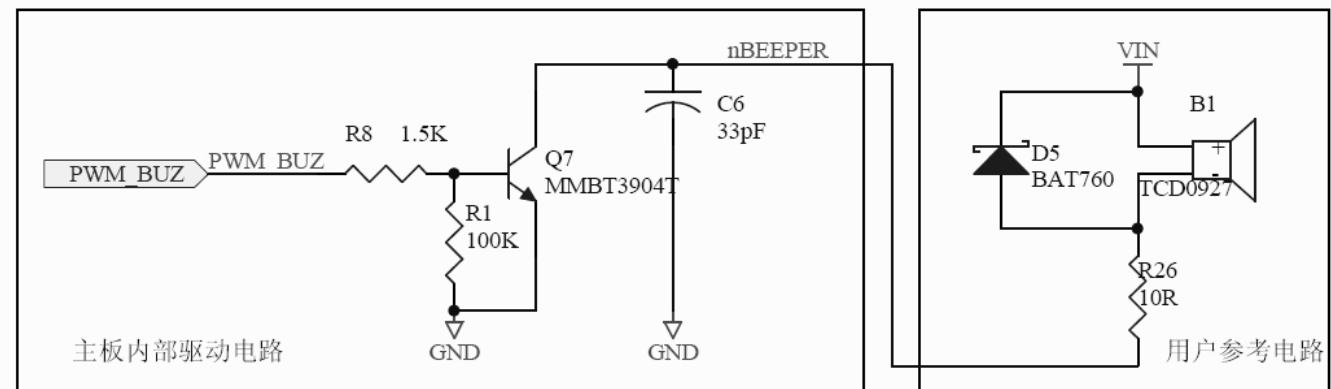 nBEEPER
VIN
C6
33pF
B1
R8 1.5K
PWM_BUZ
PWM_BUZ
Q7
MMBT3904T
D5
BAT760
+
-
TCD0927
R1
100K
R26
10R
GND
GND
主板内部驱动电路
用户参考电路